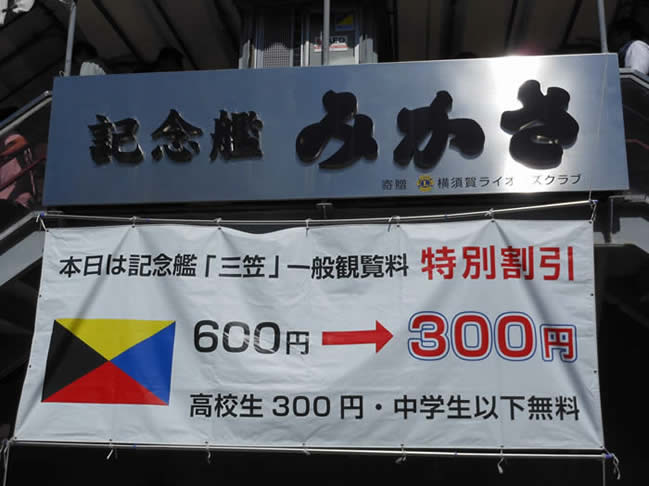 記念艦 みかさ
寄贈 横須賀ライオンズクラブ
本日は記念艦「三笠」一般観覧料 特別割引
600円 → 300円
高校生300円・中学生以下無料